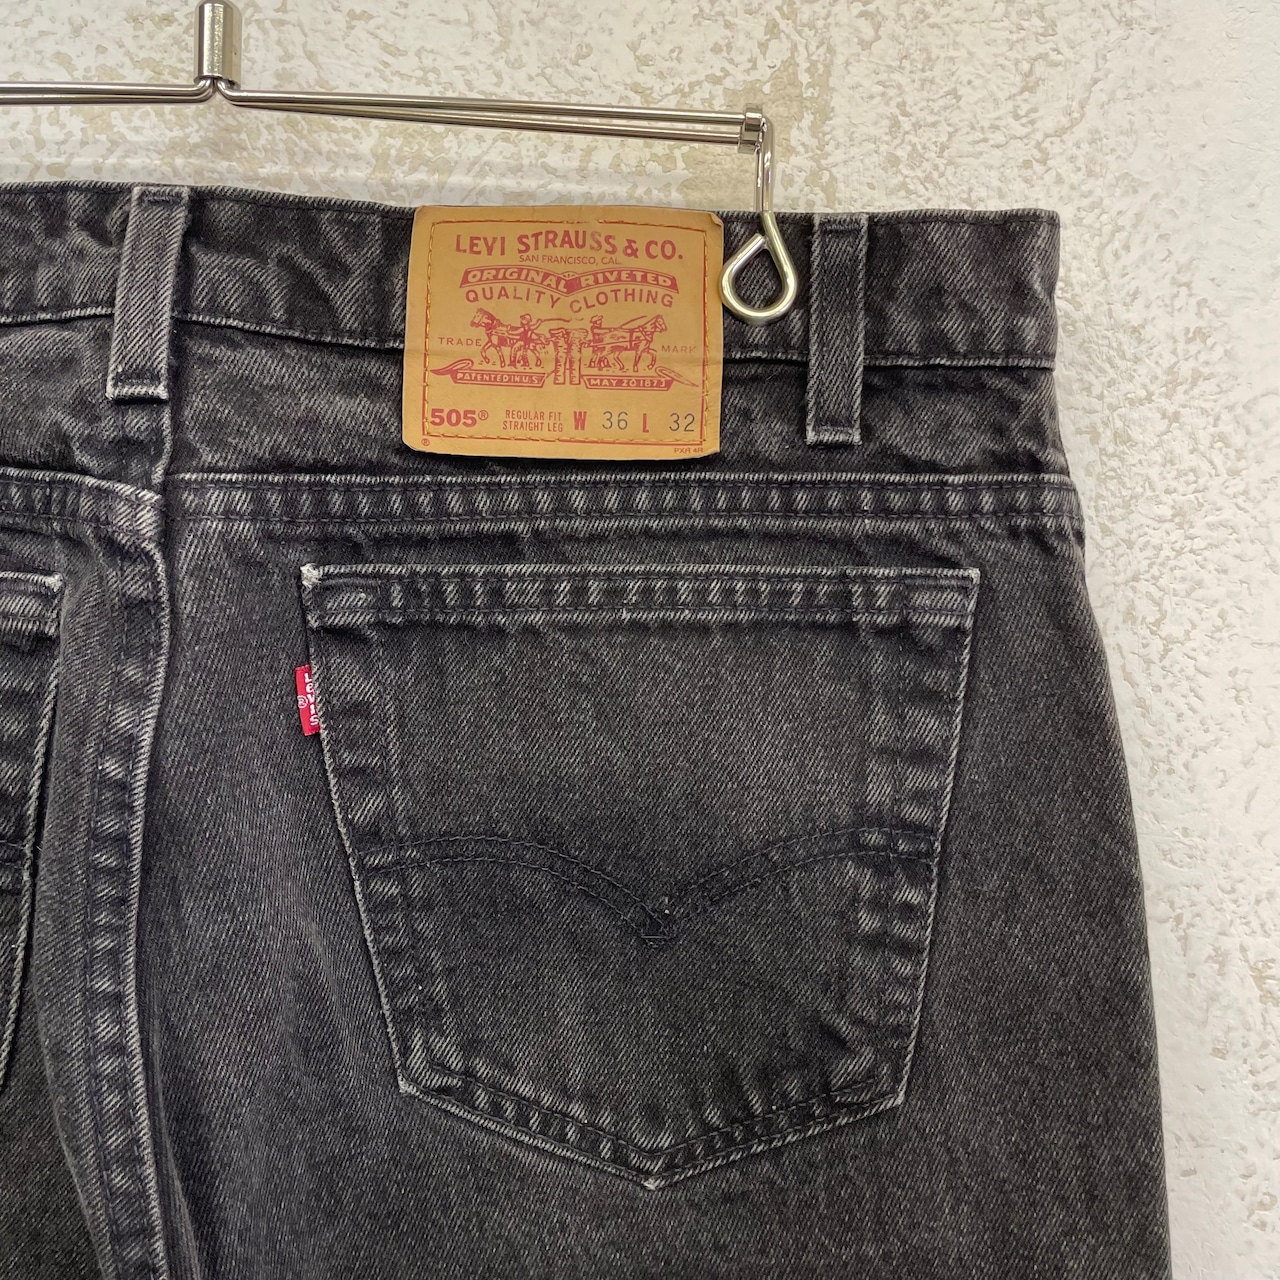 LEVI STRAUSS & CO.
SAN FRANCISCO, CAL.
ORIGINAL RIVETED
QUALITY CLOTHING
TRADE MARK
PATENTED IN U.S. MAY 20 1873
505® REGULAR FIT W 36 L 32
STRAIGHT LEG
®
LEVI'S
®